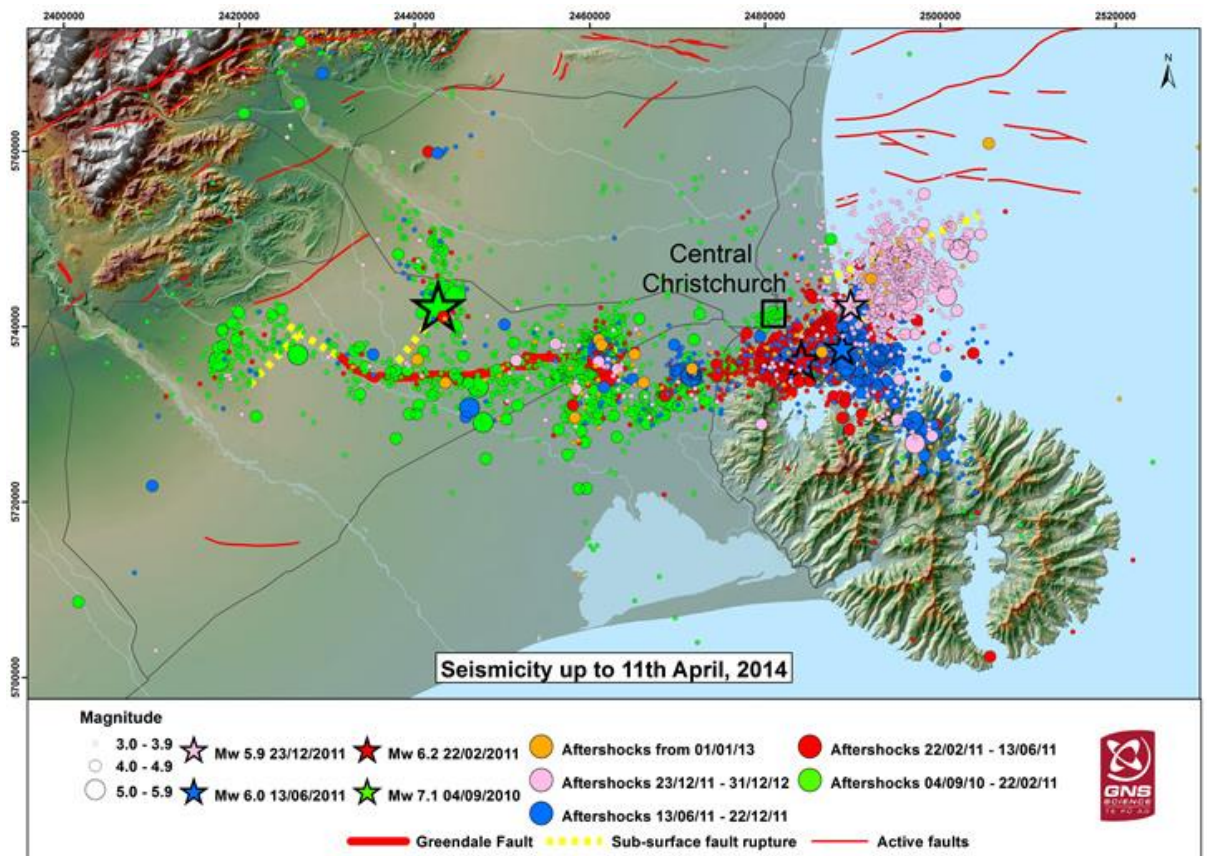 2400000 2420000 2440000 2460000 2480000 2500000 2520000
N
5760000
Central
Christchurch
5740000
5720000
5700000
Seismicity up to 11th April, 2014
Magnitude
3.0 - 3.9
4.0 - 4.9
5.0 - 5.9
Mw 5.9 23/12/2011
Mw 6.0 13/06/2011
Mw 6.2 22/02/2011
Mw 7.1 04/09/2010
Aftershocks from 01/01/13
Aftershocks 23/12/11 - 31/12/12
Aftershocks 13/06/11 - 22/12/11
Aftershocks 22/02/11 - 13/06/11
Aftershocks 04/09/10 - 22/02/11
Greendale Fault
Sub-surface fault rupture
Active faults
GNS
SCIENCE
TE PŪ AO